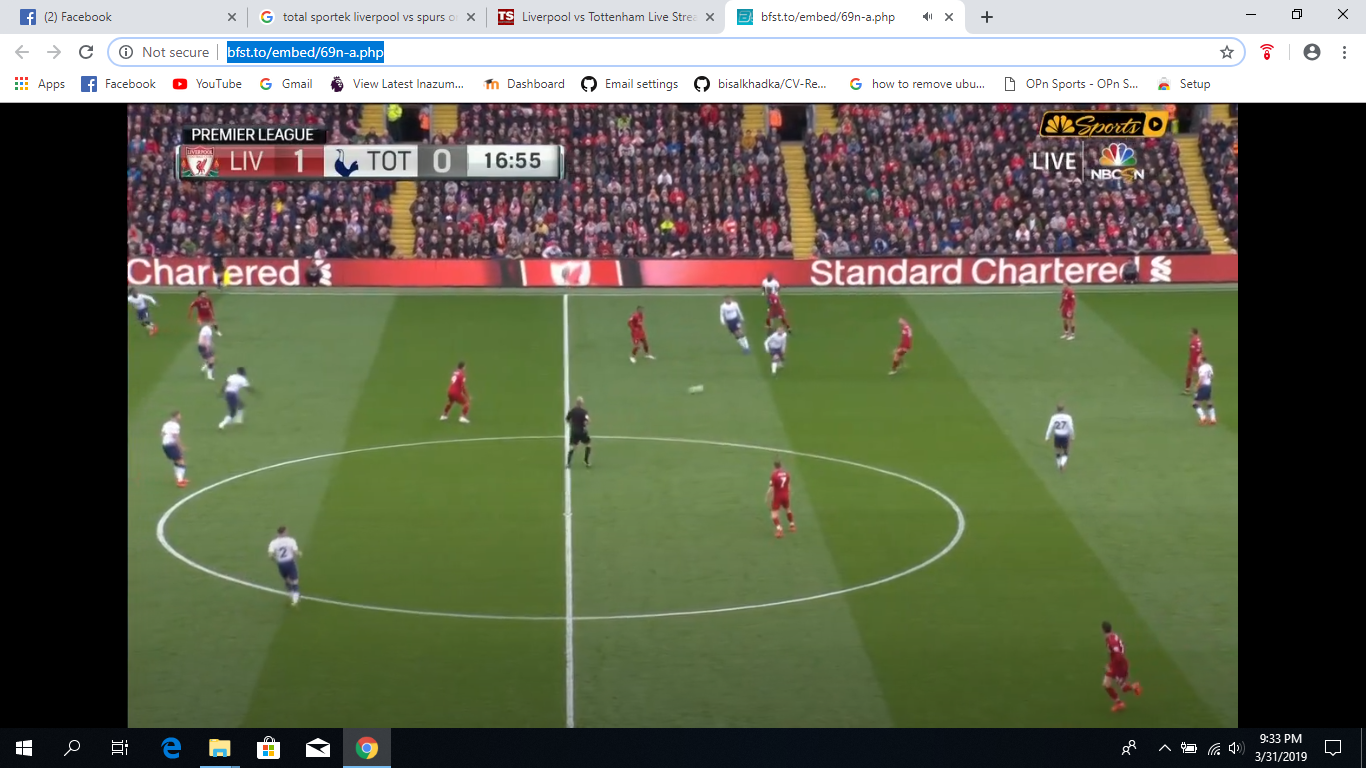 (2) Facebook
total sportek liverpool vs spurs o
Liverpool vs Tottenham Live Strea
bfst.to/embed/69n-a.php
Not secure
bfst.to/embed/69n-a.php
Apps
Facebook
YouTube
Gmail
View Latest Inazum...
Dashboard
Email settings
bisalkhadka/CV-Re...
how to remove ubu...
OPn Sports - OPn S...
Setup
PREMIER LEAGUE
LIV 1 TOT 0 16:55
Sports
LIVE
NBCSN
Chartered
Standard Chartered
27
7
2
9:33 PM
3/31/2019